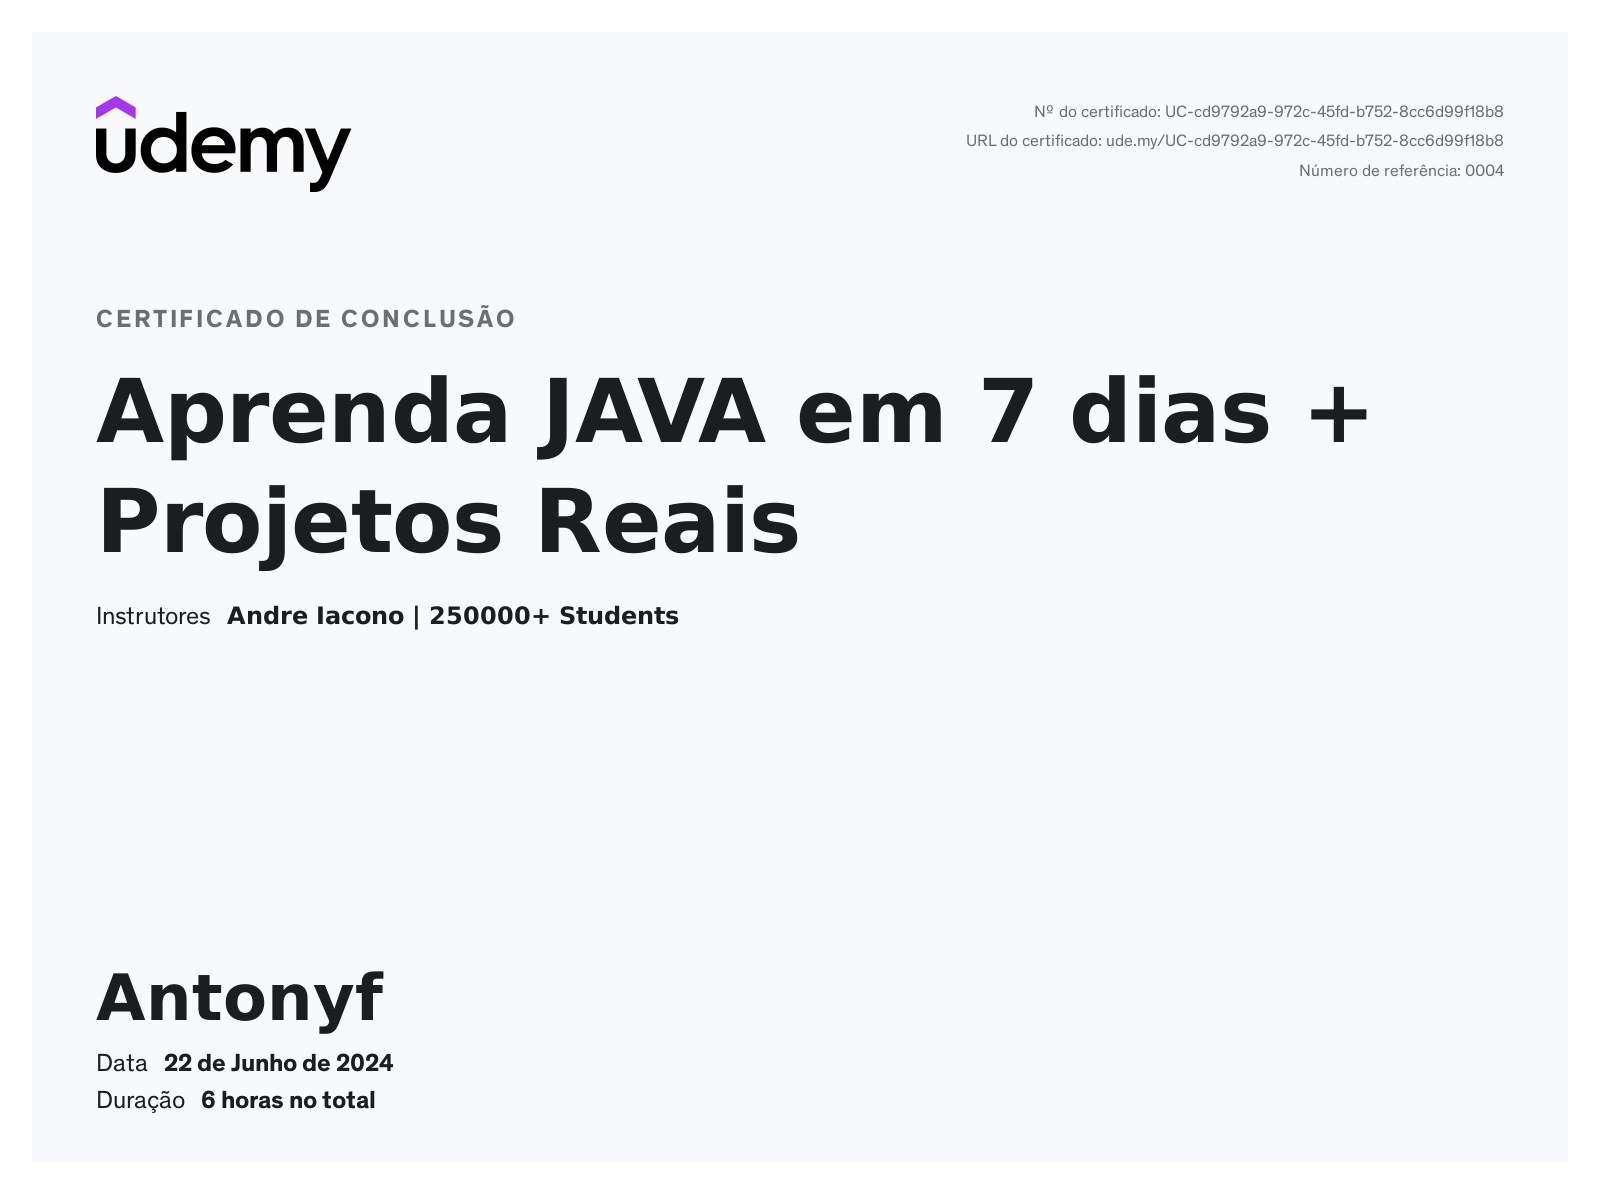 udemy
Nº do certificado: UC-cd9792a9-972c-45fd-b752-8cc6d99f18b8
URL do certificado: ude.my/UC-cd9792a9-972c-45fd-b752-8cc6d99f18b8
Número de referência: 0004
CERTIFICADO DE CONCLUSÃO
Aprenda JAVA em 7 dias +
Projetos Reais
Instrutores Andre Iacono | 250000+ Students
Antonyf
Data 22 de Junho de 2024
Duração 6 horas no total